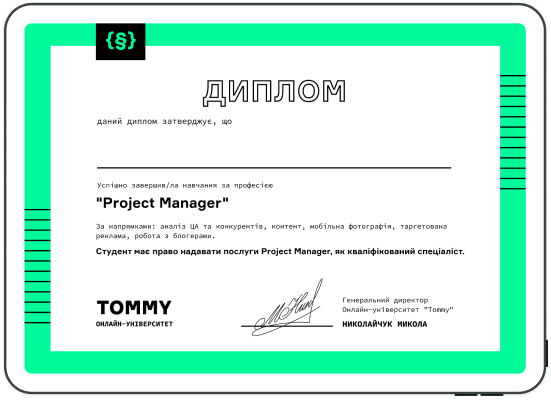 {§}
ДИПЛОМ
даний диплом затверджує, що
Успішно завершив/ла навчання за професією
"Project Manager"
За напрямками: аналіз ЦА та конкурентів, контент, мобільна фотографія, таргетована
реклама, робота з блогерами.
Студент має право надавати послуги Project Manager, як кваліфікований спеціаліст.
TOMMY
ОНЛАЙН-УНІВЕРСИТЕТ
Генеральний директор
Онлайн-університет "Tommy"
НИКОЛАЙЧУК МИКОЛА